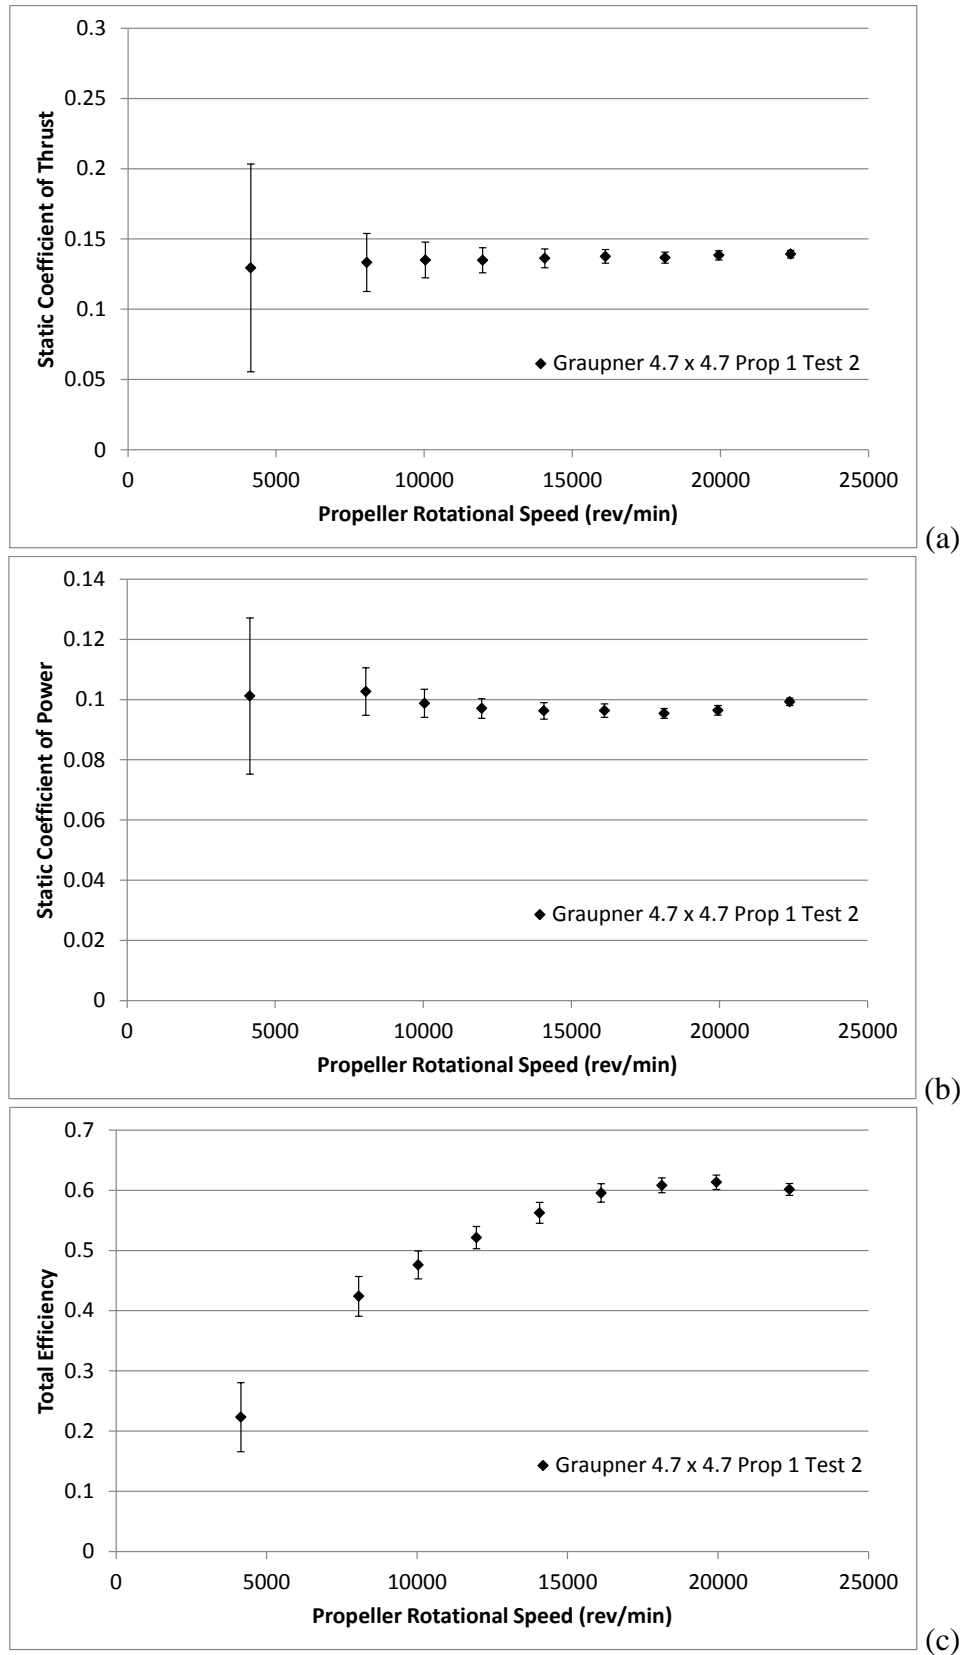 0.3
0.25
0.2
0.15
0.1
0.05
0
Static Coefficient of Thrust
Graupner 4.7 x 4.7 Prop 1 Test 2
0 5000 10000 15000 20000 25000
Propeller Rotational Speed (rev/min)
(a)
0.14
0.12
0.1
0.08
0.06
0.04
0.02
0
Static Coefficient of Power
Graupner 4.7 x 4.7 Prop 1 Test 2
0 5000 10000 15000 20000 25000
Propeller Rotational Speed (rev/min)
(b)
0.7
0.6
0.5
0.4
0.3
0.2
0.1
0
Total Efficiency
Graupner 4.7 x 4.7 Prop 1 Test 2
0 5000 10000 15000 20000 25000
Propeller Rotational Speed (rev/min)
(c)